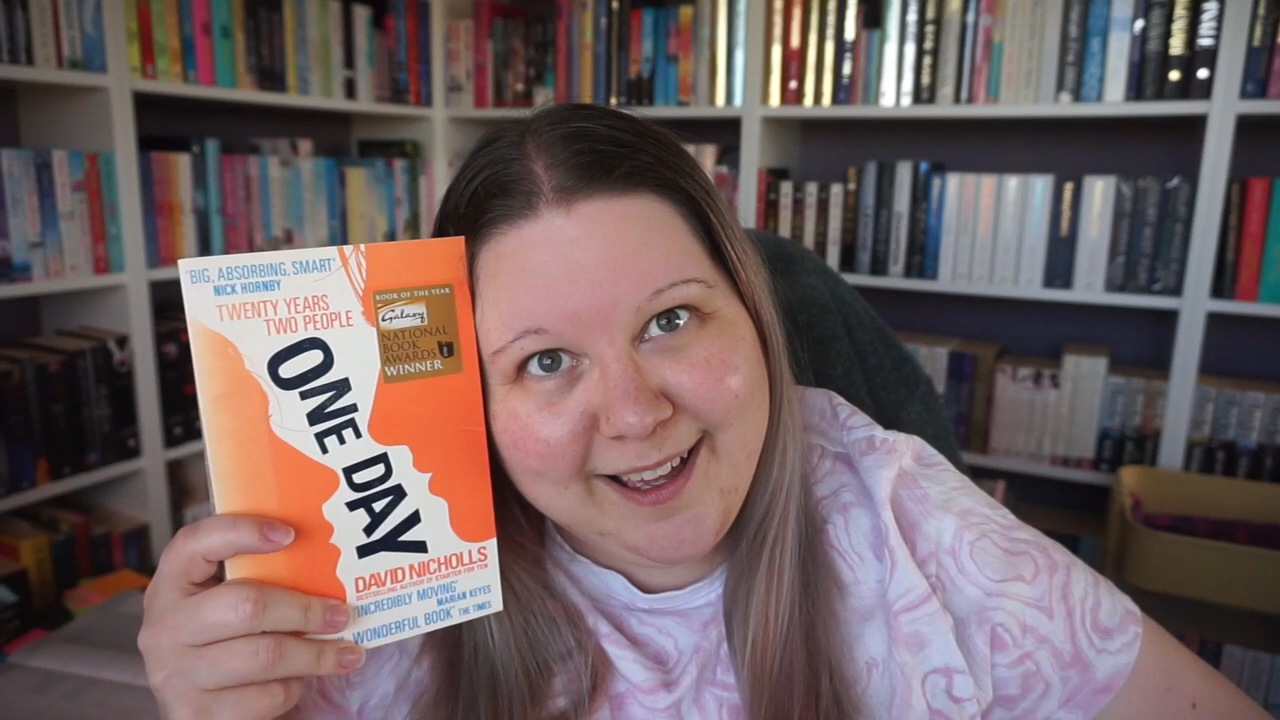 'BIG, ABSORBING, SMART'
NICK HORNBY
TWENTY YEARS
TWO PEOPLE
BOOK OF THE YEAR
Galaxy
NATIONAL
BOOK
AWARDS
WINNER
ONE DAY
DAVID NICHOLLS
BESTSELLING AUTHOR OF STARTER FOR TEN
'INCREDIBLY MOVING'
MARIAN KEYES
WONDERFUL BOOK' THE TIMES